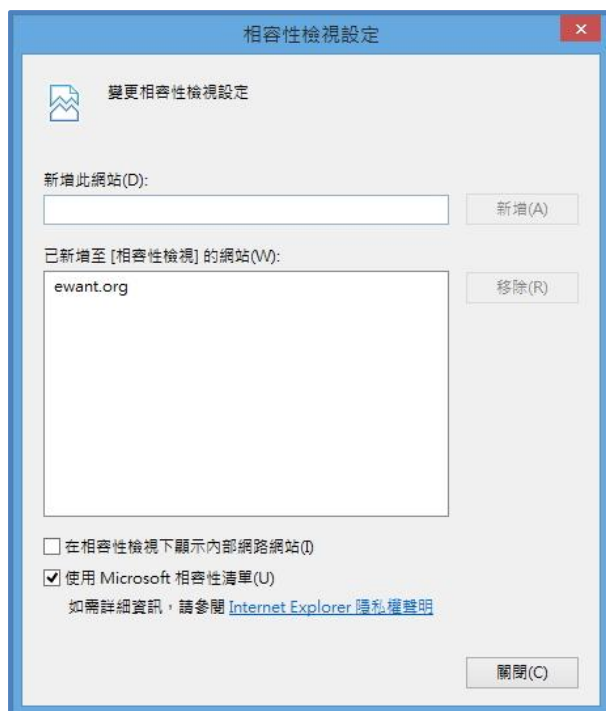 相容性檢視設定
變更相容性檢視設定
新增此網站(D):
新增(A)
已新增至 [相容性檢視] 的網站(W):
ewant.org
移除(R)
在相容性檢視下顯示內部網路網站(I)
使用 Microsoft 相容性清單(U)
如需詳細資訊，請參閱 Internet Explorer 隱私權聲明
關閉(C)